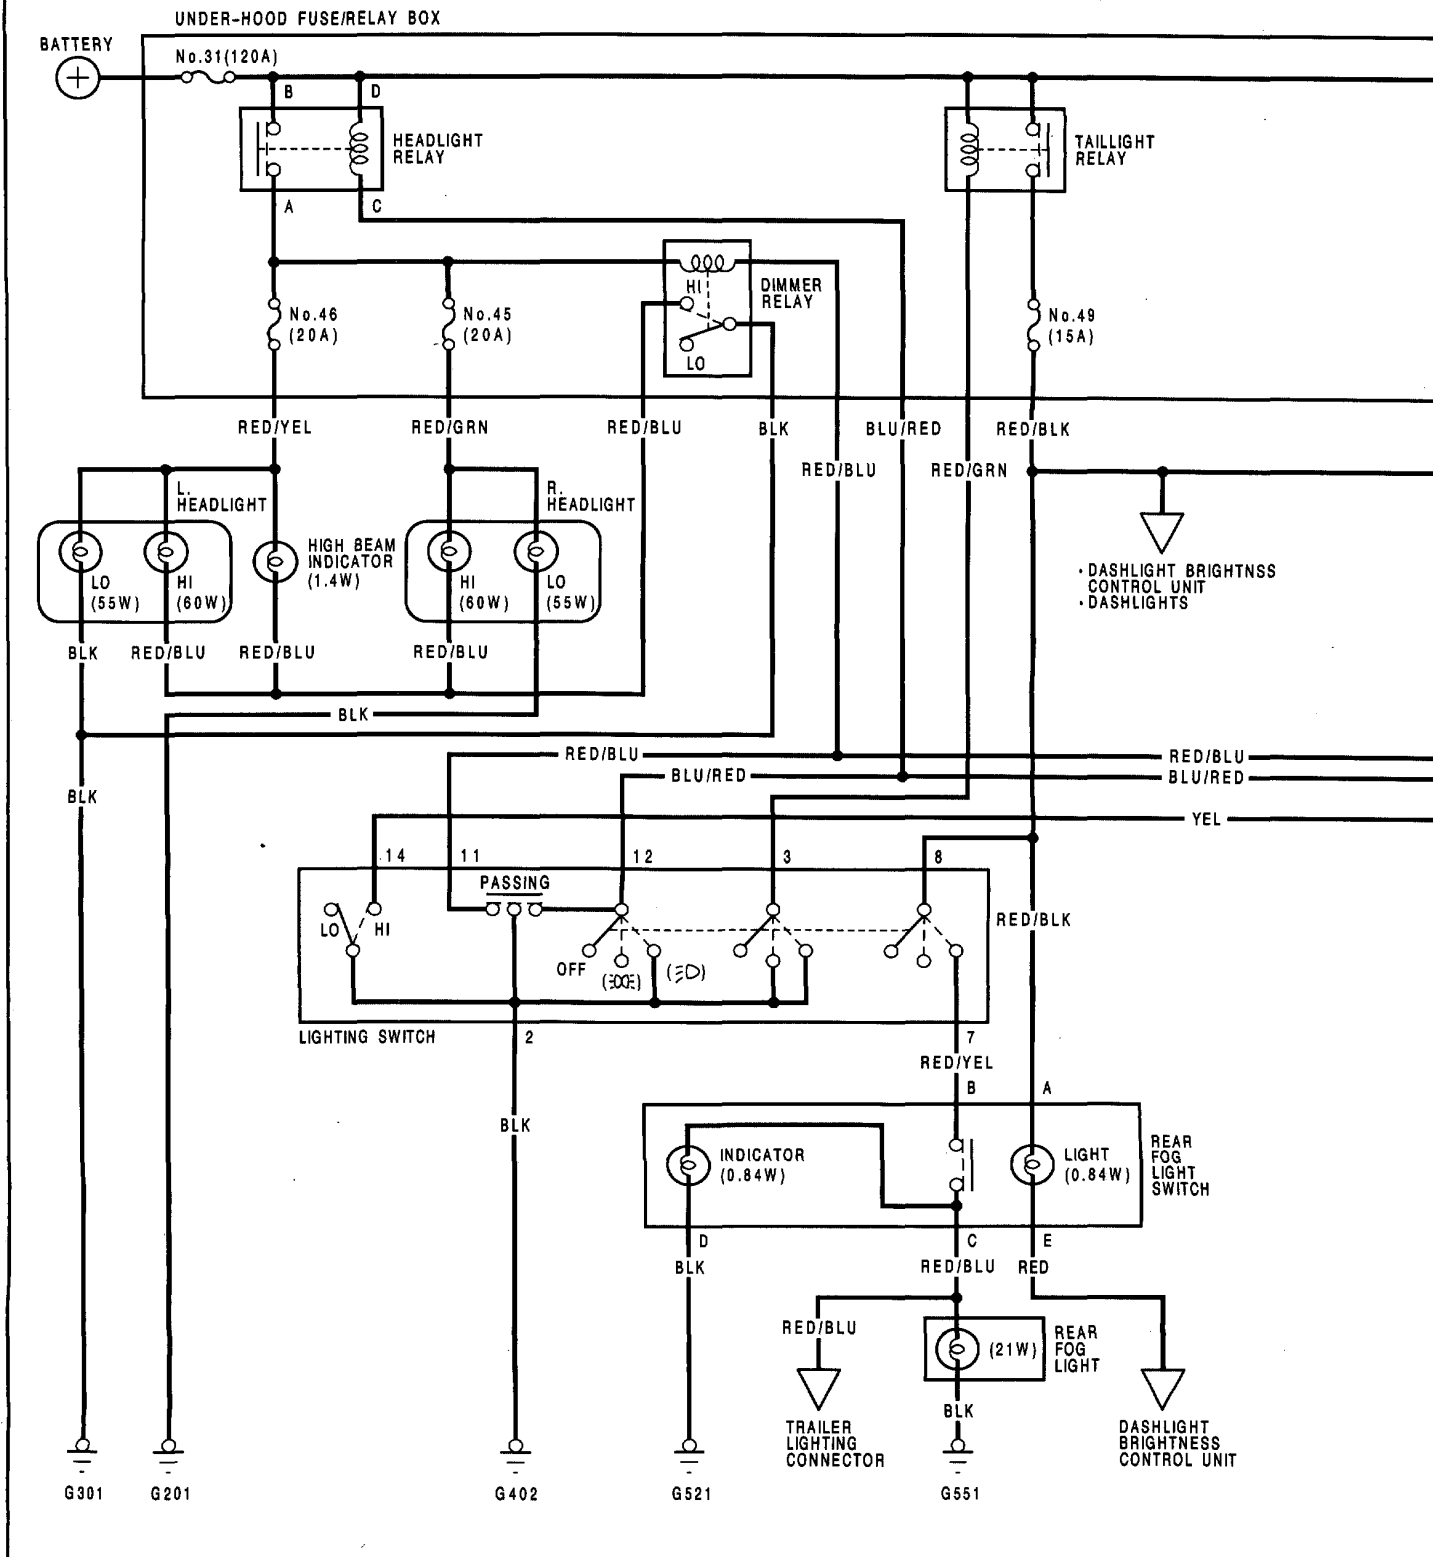 UNDER-HOOD FUSE/RELAY BOX
BATTERY
No.31(120A)
B
D
HEADLIGHT
RELAY
TAILLIGHT
RELAY
A
C
HI
DIMMER
RELAY
LO
No.46
(20A)
No.45
(20A)
No.49
(15A)
RED/YEL
RED/GRN
RED/BLU
BLK
BLU/RED
RED/BLK
RED/BLU
RED/GRN
L.
HEADLIGHT
R.
HEADLIGHT
HIGH BEAM
INDICATOR
(1.4W)
LO
(55W)
HI
(60W)
HI
(60W)
LO
(55W)
• DASHLIGHT BRIGHTNSS
CONTROL UNIT
• DASHLIGHTS
BLK
RED/BLU
RED/BLU
RED/BLU
BLK
RED/BLU
RED/BLU
BLU/RED
BLU/RED
BLK
YEL
14
11
12
3
8
PASSING
LO
HI
OFF
RED/BLK
LIGHTING SWITCH
2
7
RED/YEL
B
A
BLK
INDICATOR
(0.84W)
LIGHT
(0.84W)
REAR
FOG
LIGHT
SWITCH
D
C
E
BLK
RED/BLU
RED
RED/BLU
(21W)
REAR
FOG
LIGHT
BLK
TRAILER
LIGHTING
CONNECTOR
DASHLIGHT
BRIGHTNESS
CONTROL UNIT
G301
G201
G402
G521
G551